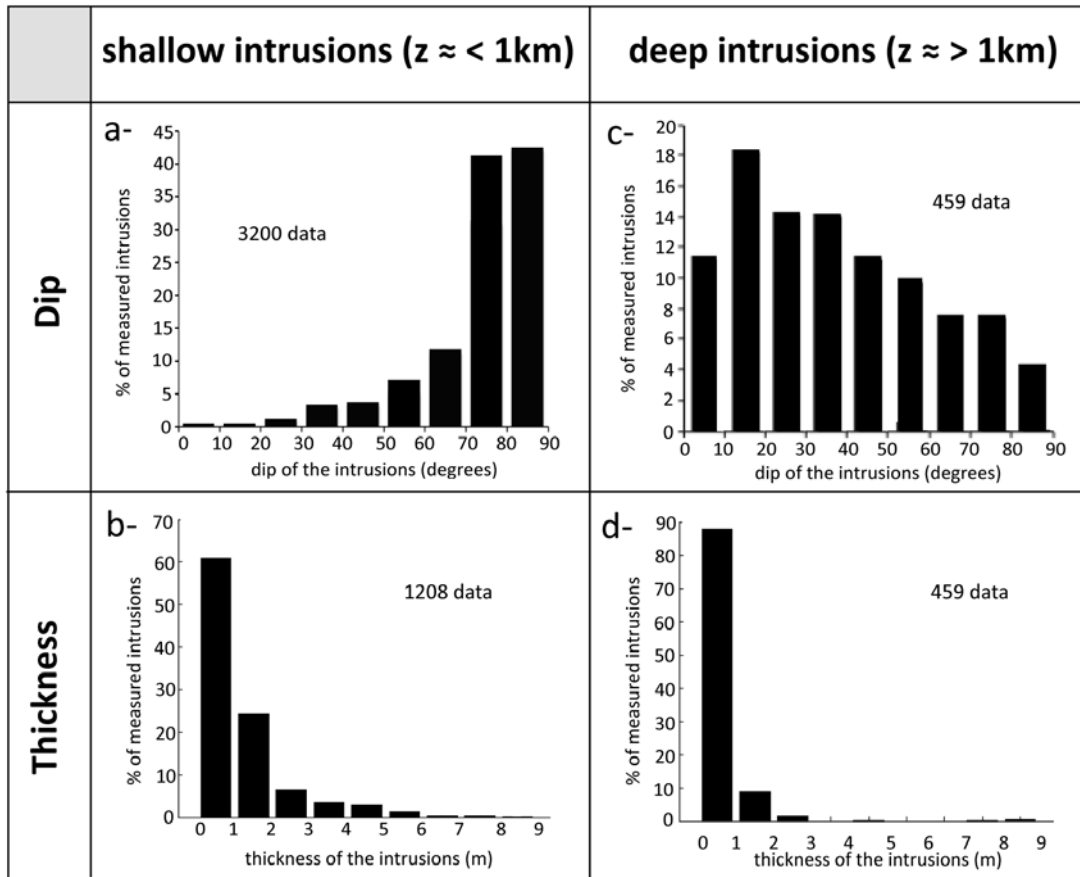 shallow intrusions (z ≈ < 1km)
deep intrusions (z ≈ > 1km)
Dip
a-
45
40
35
30
25
20
15
10
5
0
% of measured intrusions
3200 data
0 10 20 30 40 50 60 70 80 90
dip of the intrusions (degrees)
c-
20
18
16
14
12
10
8
6
4
2
0
% of measured intrusions
459 data
0 10 20 30 40 50 60 70 80 90
dip of the intrusions (degrees)
Thickness
b-
70
60
50
40
30
20
10
0
% of measured intrusions
1208 data
0 1 2 3 4 5 6 7 8 9
thickness of the intrusions (m)
d-
90
80
70
60
50
40
30
20
10
0
% of measured intrusions
459 data
0 1 2 3 4 5 6 7 8 9
thickness of the intrusions (m)